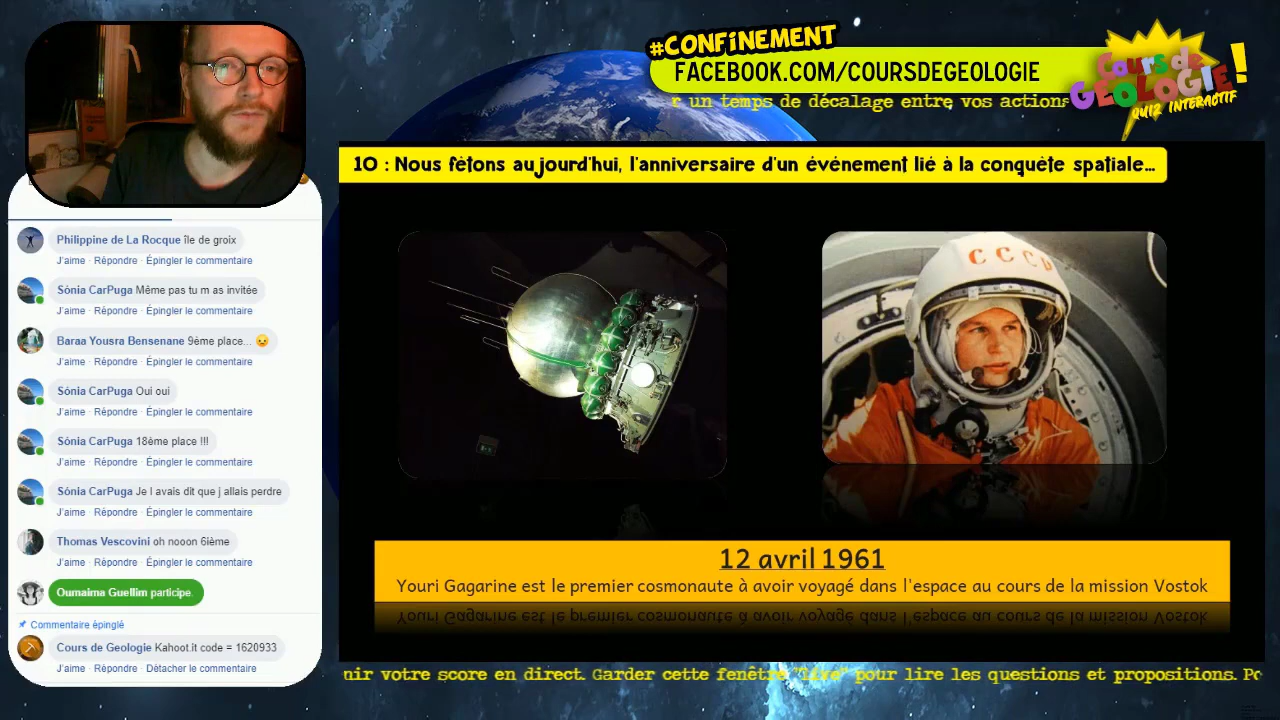 #CONFINEMENT
FACEBOOK.COM/COURSDEGEOLOGIE
Cours de
GEOLOGIE!
QUIZ INTERACTIF
r un temps de décalage entre vos actions
10 : Nous fêtons aujourd'hui, l'anniversaire d'un événement lié à la conquête spatiale...
Philippine de La Rocque île de groix
J'aime · Répondre · Épingler le commentaire
Sónia CarPuga Même pas tu m as invitée
J'aime · Répondre · Épingler le commentaire
Baraa Yousra Bensenane 9ème place... 😉
J'aime · Répondre · Épingler le commentaire
Sónia CarPuga Oui oui
J'aime · Répondre · Épingler le commentaire
Sónia CarPuga 18ème place !!!
J'aime · Répondre · Épingler le commentaire
Sónia CarPuga Je l avais dit que j allais perdre
J'aime · Répondre · Épingler le commentaire
Thomas Vescovini oh nooon 6ième
J'aime · Répondre · Épingler le commentaire
Oumaima Guellim participe.
Commentaire épinglé
Cours de Geologie Kahoot.it code = 1620933
J'aime · Répondre · Détacher le commentaire
СССР
12 avril 1961
Youri Gagarine est le premier cosmonaute à avoir voyagé dans l'espace au cours de la mission Vostok
nir votre score en direct. Garder cette fenêtre "live" pour lire les questions et propositions. Po